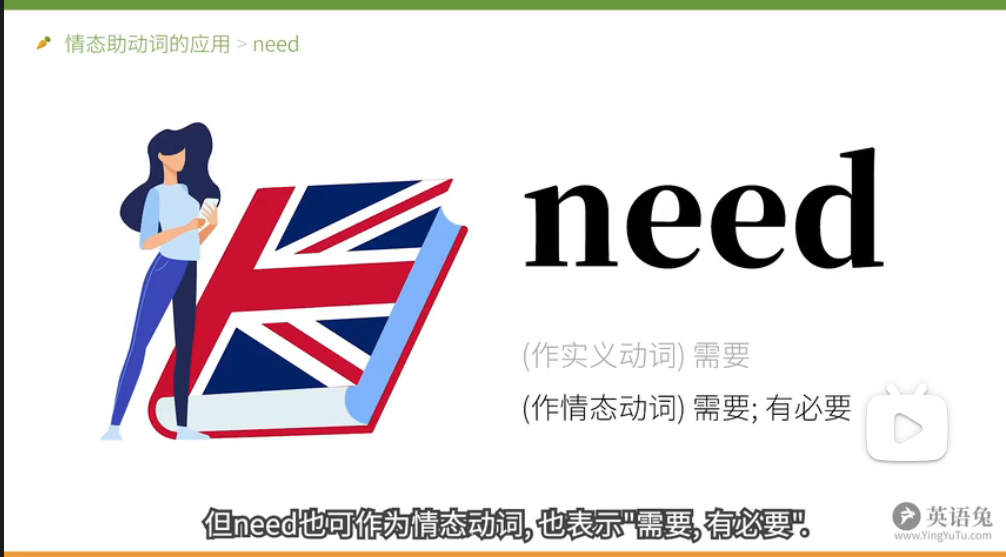 情态助动词的应用 > need
need
(作实义动词) 需要
(作情态动词) 需要; 有必要
但need也可作为情态动词, 也表示"需要, 有必要".
英语兔
www.YingYuTu.com